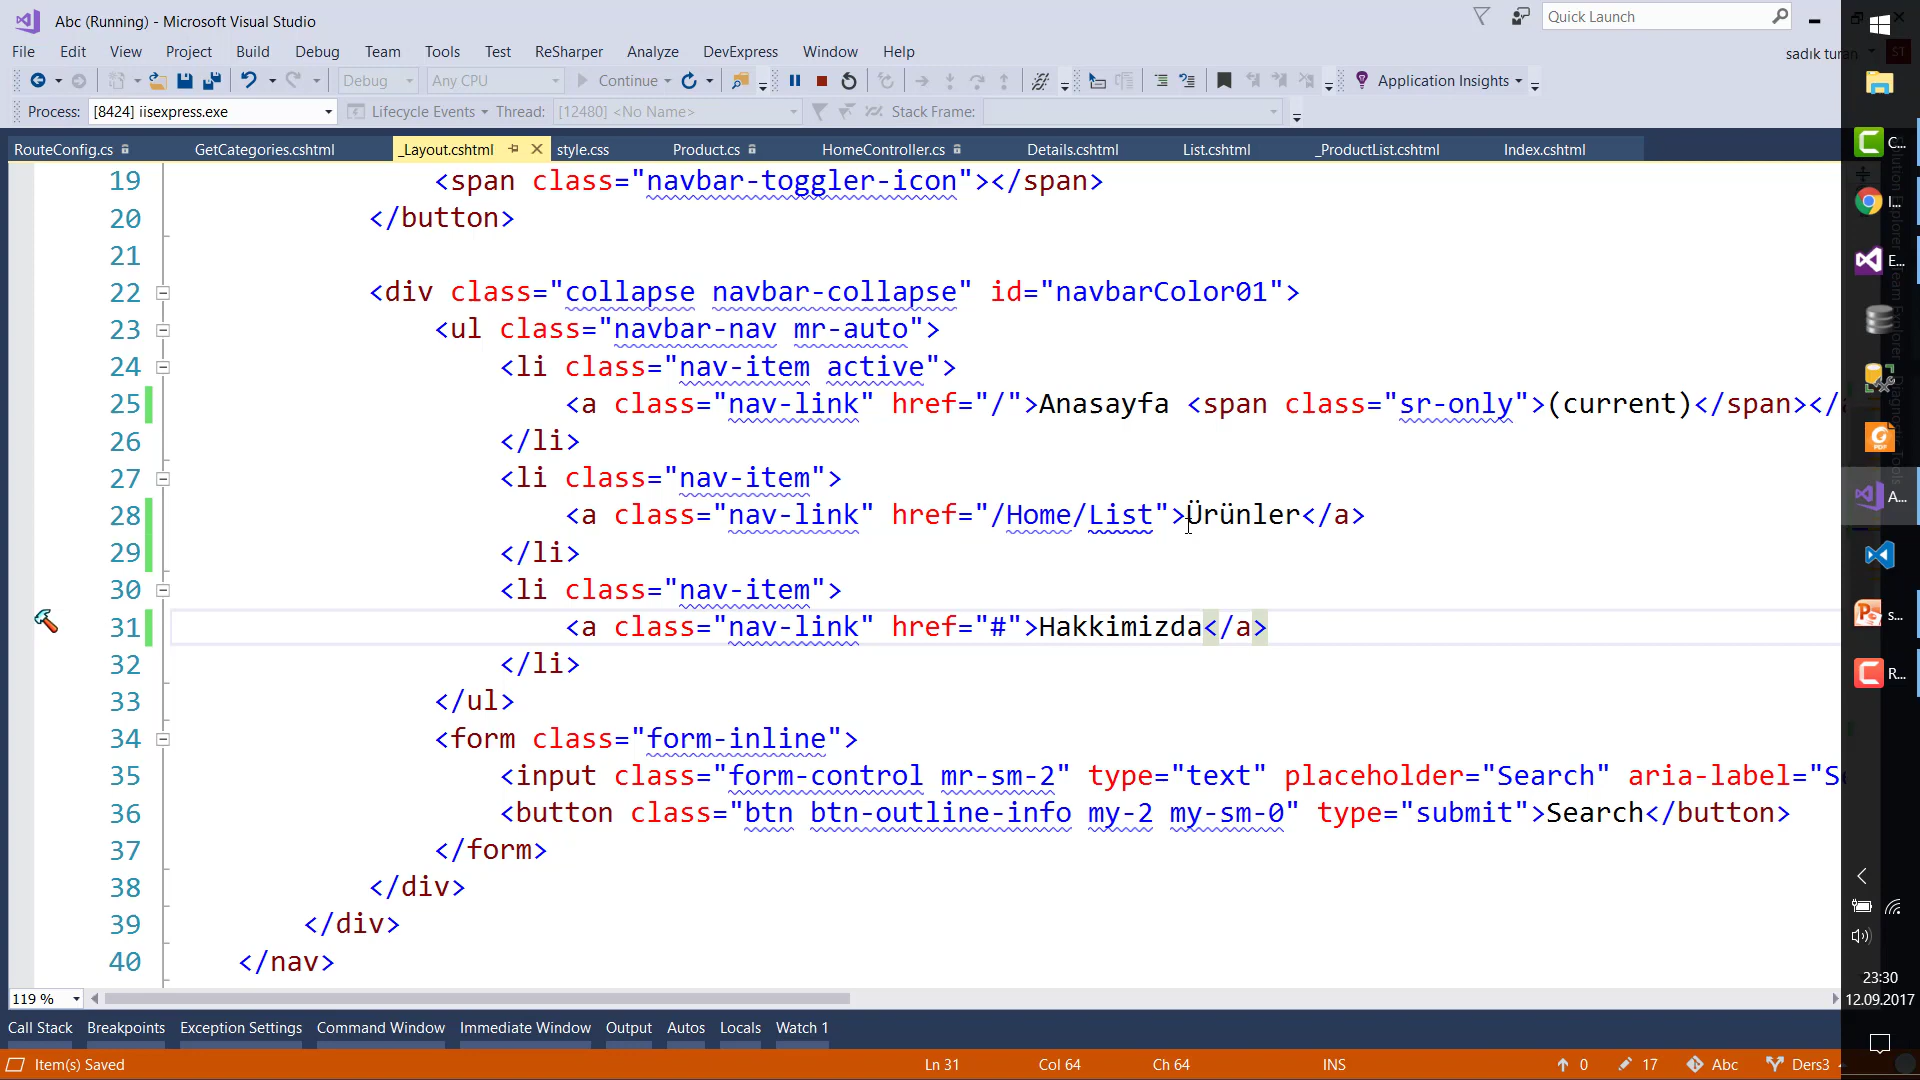 Abc (Running) - Microsoft Visual Studio
Quick Launch
File Edit View Project Build Debug Team Tools Test ReSharper Analyze DevExpress Window Help
sadık turan ST
Debug Any CPU Continue Application Insights
Process: [8424] iisexpress.exe Lifecycle Events Thread: [12480] <No Name> Stack Frame:
RouteConfig.cs GetCategories.cshtml _Layout.cshtml style.css Product.cs HomeController.cs Details.cshtml List.cshtml _ProductList.cshtml Index.cshtml
19 <span class="navbar-toggler-icon"></span>
20 </button>
21
22 <div class="collapse navbar-collapse" id="navbarColor01">
23 <ul class="navbar-nav mr-auto">
24 <li class="nav-item active">
25 <a class="nav-link" href="/">Anasayfa <span class="sr-only">(current)</span></
26 </li>
27 <li class="nav-item">
28 <a class="nav-link" href="/Home/List">Ürünler</a>
29 </li>
30 <li class="nav-item">
31 <a class="nav-link" href="#">Hakkimizda</a>
32 </li>
33 </ul>
34 <form class="form-inline">
35 <input class="form-control mr-sm-2" type="text" placeholder="Search" aria-label="S
36 <button class="btn btn-outline-info my-2 my-sm-0" type="submit">Search</button>
37 </form>
38 </div>
39 </div>
40 </nav>
119 %
Call Stack Breakpoints Exception Settings Command Window Immediate Window Output Autos Locals Watch 1
Item(s) Saved Ln 31 Col 64 Ch 64 INS 0 17 Abc Ders3
C...
I...
E...
A...
s...
R...
Solution Explorer
Team Explorer
Diagnostic Tools
23:30
12.09.2017